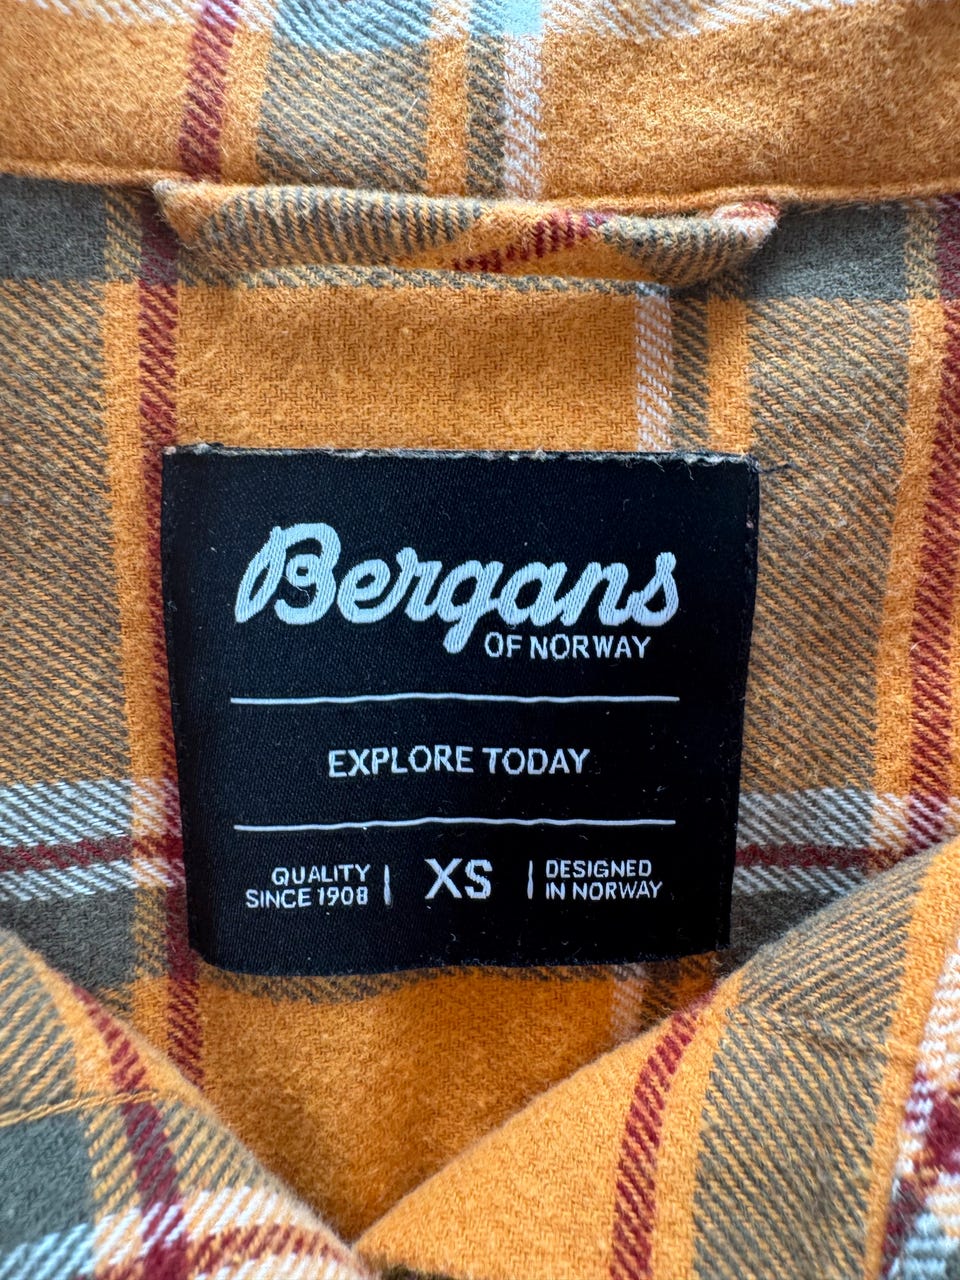 Bergans
OF NORWAY
EXPLORE TODAY
QUALITY
SINCE 1908
XS
DESIGNED
IN NORWAY